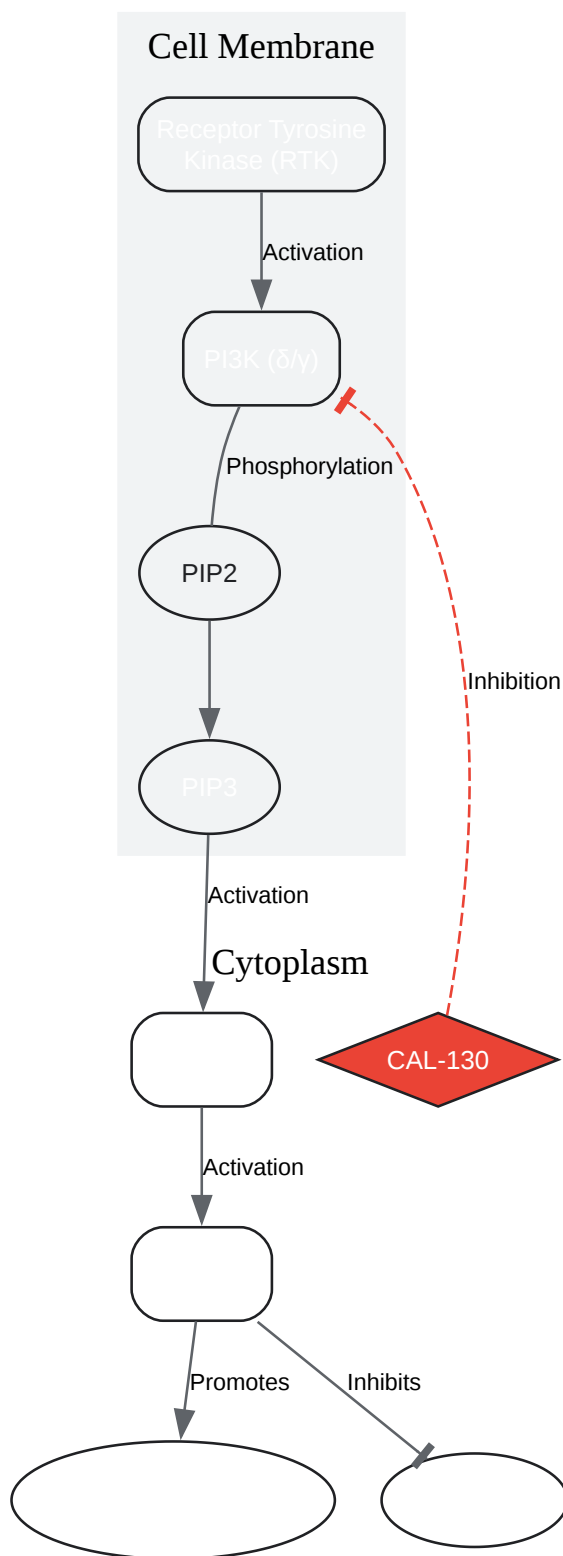 Cell Membrane
Receptor Tyrosine
Kinase (RTK)
Activation
PI3K (δ/γ)
Phosphorylation
PIP2
Inhibition
PIP3
Activation
Cytoplasm
CAL-130
Activation
Promotes
Inhibits